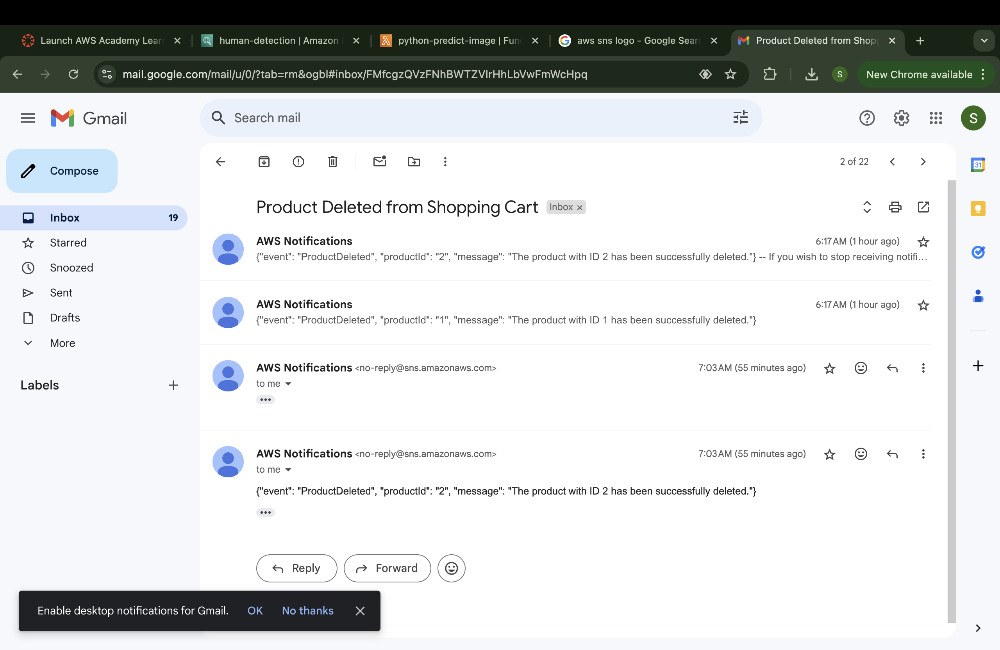 Launch AWS Academy Lear
human-detection | Amazon
python-predict-image | Fun
aws sns logo - Google Sear
Product Deleted from Shop
mail.google.com/mail/u/0/?tab=rm&ogbl#inbox/FMfcgzQVzFNhBWTZVlrHhLbVwFmWcHpq
S
New Chrome available
Gmail
Search mail
S
Compose
2 of 22
31
Inbox 19
Starred
Snoozed
Sent
Drafts
More
Labels
Product Deleted from Shopping Cart Inbox
AWS Notifications 6:17 AM (1 hour ago)
{"event": "ProductDeleted", "productId": "2", "message": "The product with ID 2 has been successfully deleted."} -- If you wish to stop receiving notifi…
AWS Notifications 6:17 AM (1 hour ago)
{"event": "ProductDeleted", "productId": "1", "message": "The product with ID 1 has been successfully deleted."}
AWS Notifications <no-reply@sns.amazonaws.com> 7:03 AM (55 minutes ago)
to me
AWS Notifications <no-reply@sns.amazonaws.com> 7:03 AM (55 minutes ago)
to me
{"event": "ProductDeleted", "productId": "2", "message": "The product with ID 2 has been successfully deleted."}
Reply
Forward
Enable desktop notifications for Gmail. OK No thanks